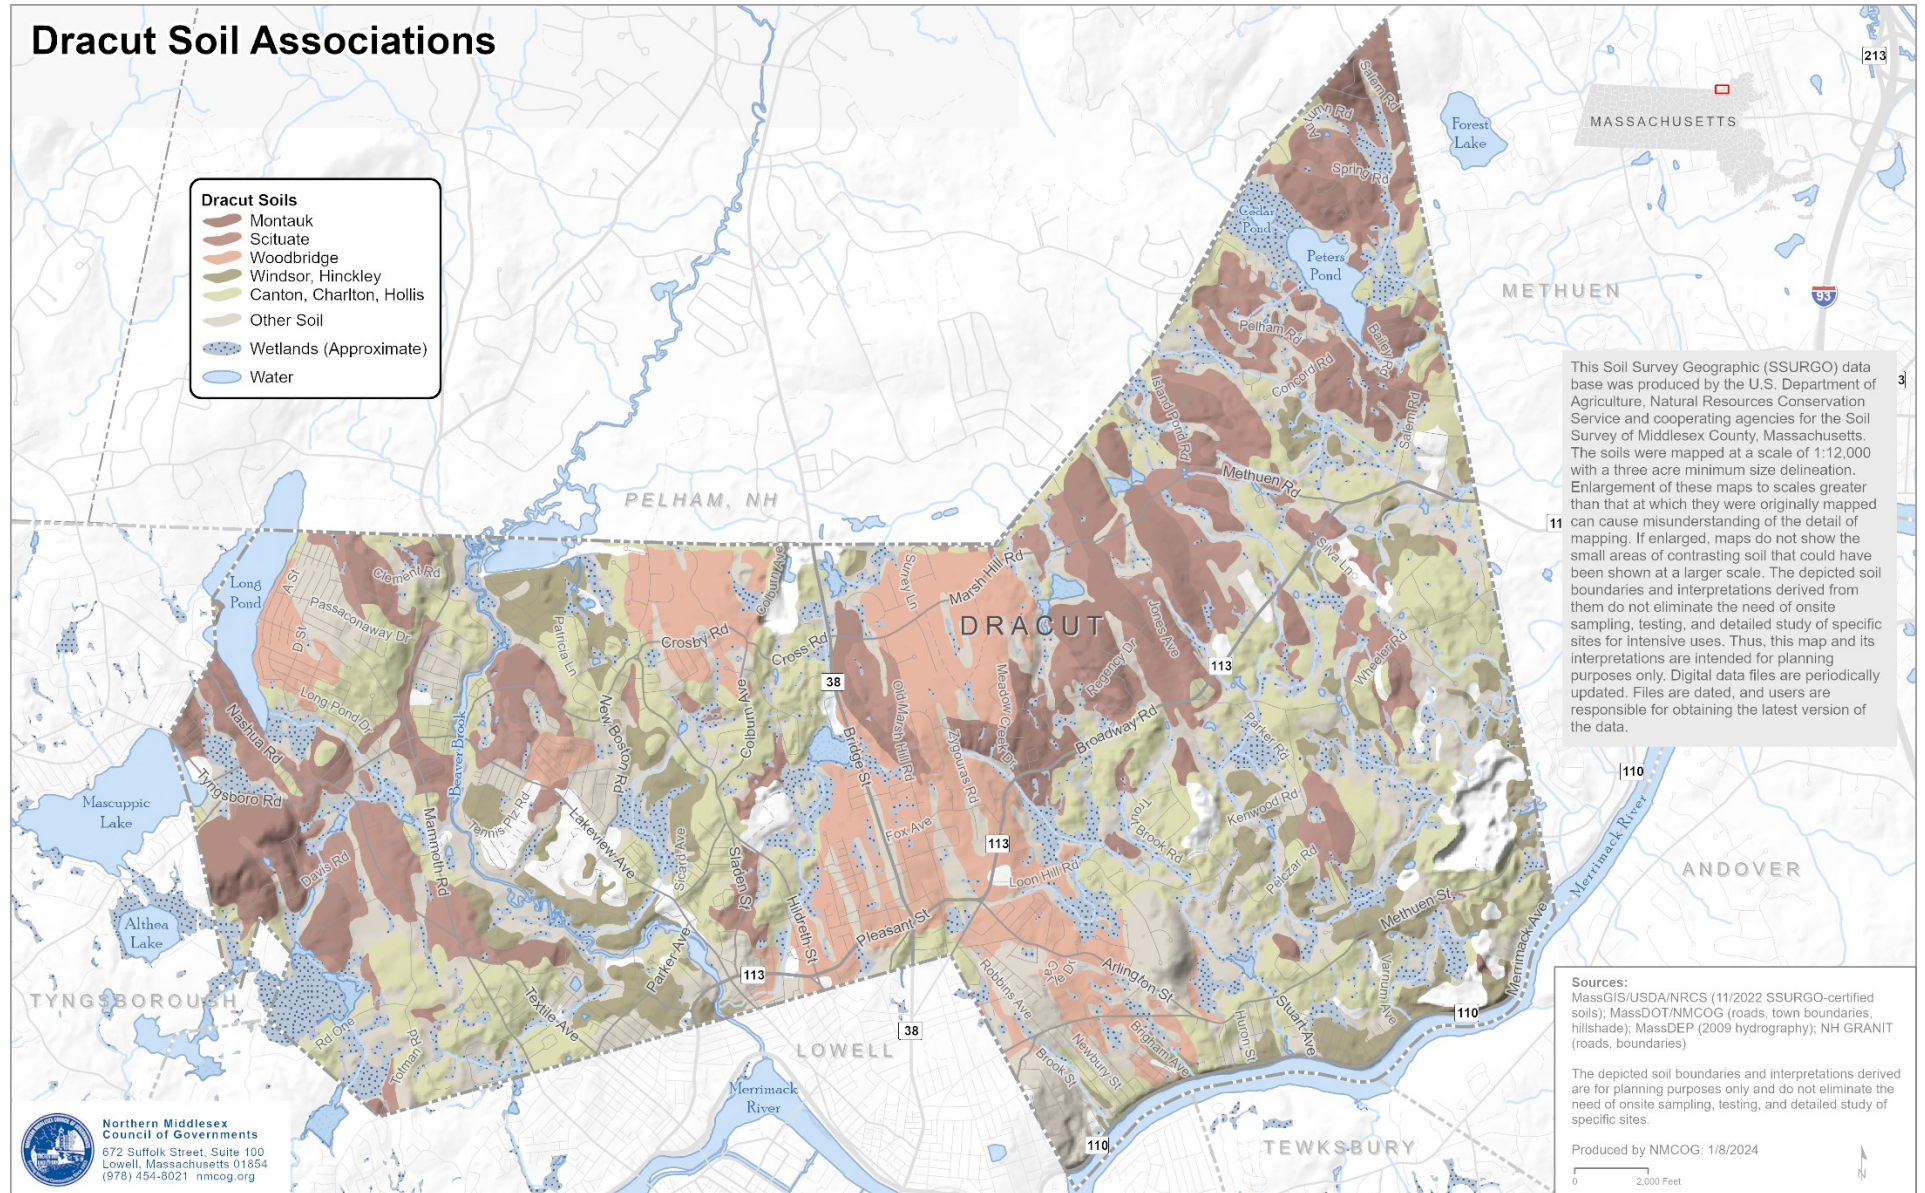 Dracut Soil Associations
Dracut Soils
Montauk
Scituate
Woodbridge
Windsor, Hinckley
Canton, Charlton, Hollis
Other Soil
Wetlands (Approximate)
Water
213
MASSACHUSETTS
Forest
Lake
Salem Rd
Autumn Rd
Spring Rd
Cedar
Pond
Peters
Pond
METHUEN
93
Pelham Rd
Bailey Rd
Concord Rd
Island Pond Rd
Salem Rd
Methuen Rd
This Soil Survey Geographic (SSURGO) data
base was produced by the U.S. Department of
Agriculture, Natural Resources Conservation
Service and cooperating agencies for the Soil
Survey of Middlesex County, Massachusetts.
The soils were mapped at a scale of 1:12,000
with a three acre minimum size delineation.
Enlargement of these maps to scales greater
than that at which they were originally mapped
can cause misunderstanding of the detail of
mapping. If enlarged, maps do not show the
small areas of contrasting soil that could have
been shown at a larger scale. The depicted soil
boundaries and interpretations derived from
them do not eliminate the need of onsite
sampling, testing, and detailed study of specific
sites for intensive uses. Thus, this map and its
interpretations are intended for planning
purposes only. Digital data files are periodically
updated. Files are dated, and users are
responsible for obtaining the latest version of
the data.
3
11
PELHAM, NH
Long
Pond
A St
Clement Rd
Passaconaway Dr
D St
Long Pond Dr
Nashua Rd
Tyngsboro Rd
Mascuppic
Lake
Beaver Brook
Patricia Ln
Crosby Rd
Colburn Ave
Cross Rd
38
Surrey Ln
Marsh Hill Rd
DRACUT
Silva Ln
Jones Ave
Regency Dr
113
Wheeler Rd
New Boston Rd
Colburn Ave
Old Marsh Hill Rd
Meadow Creek Dr
Broadway Rd
Parker Rd
Bridge St
Zygouras Rd
110
Merrimack River
Tennis Plz Rd
Lakeview Ave
Mammoth Rd
Sicard Ave
Sladen St
Fox Ave
113
Trout Brook Rd
Kenwood Rd
Davis Rd
Loon Hill Rd
Pelczar Rd
ANDOVER
Althea
Lake
Hildreth St
Pleasant St
Methuen St
Merrimack Ave
TYNGSBOROUGH
Parker Ave
113
Textile Ave
Robbins Ave
Arlington St
Varnum Ave
Rd One
Totman Rd
38
LOWELL
Huron St
Stuart Ave
110
Brigham Ave
Newbury St
Brook St
Merrimack
River
110
TEWKSBURY
Northern Middlesex
Council of Governments
672 Suffolk Street, Suite 100
Lowell, Massachusetts 01854
(978) 454-8021 nmcog.org
Sources:
MassGIS/USDA/NRCS (11/2022 SSURGO-certified
soils); MassDOT/NMCOG (roads, town boundaries,
hillshade); MassDEP (2009 hydrography); NH GRANIT
(roads, boundaries)
The depicted soil boundaries and interpretations derived
are for planning purposes only and do not eliminate the
need of onsite sampling, testing, and detailed study of
specific sites.
Produced by NMCOG: 1/8/2024
0 2,000 Feet
N